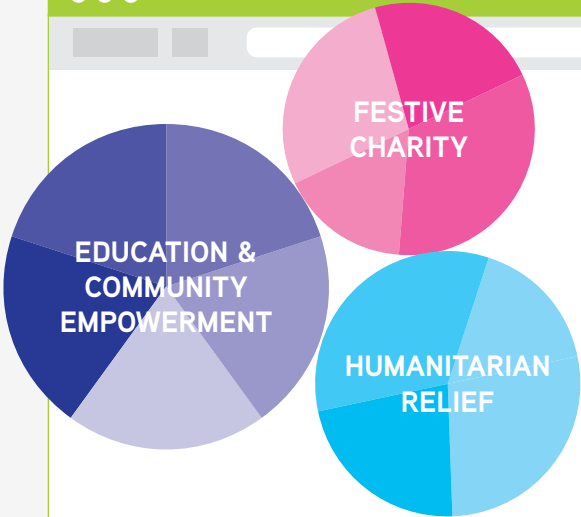 FESTIVE
CHARITY
EDUCATION &
COMMUNITY
EMPOWERMENT
HUMANITARIAN
RELIEF